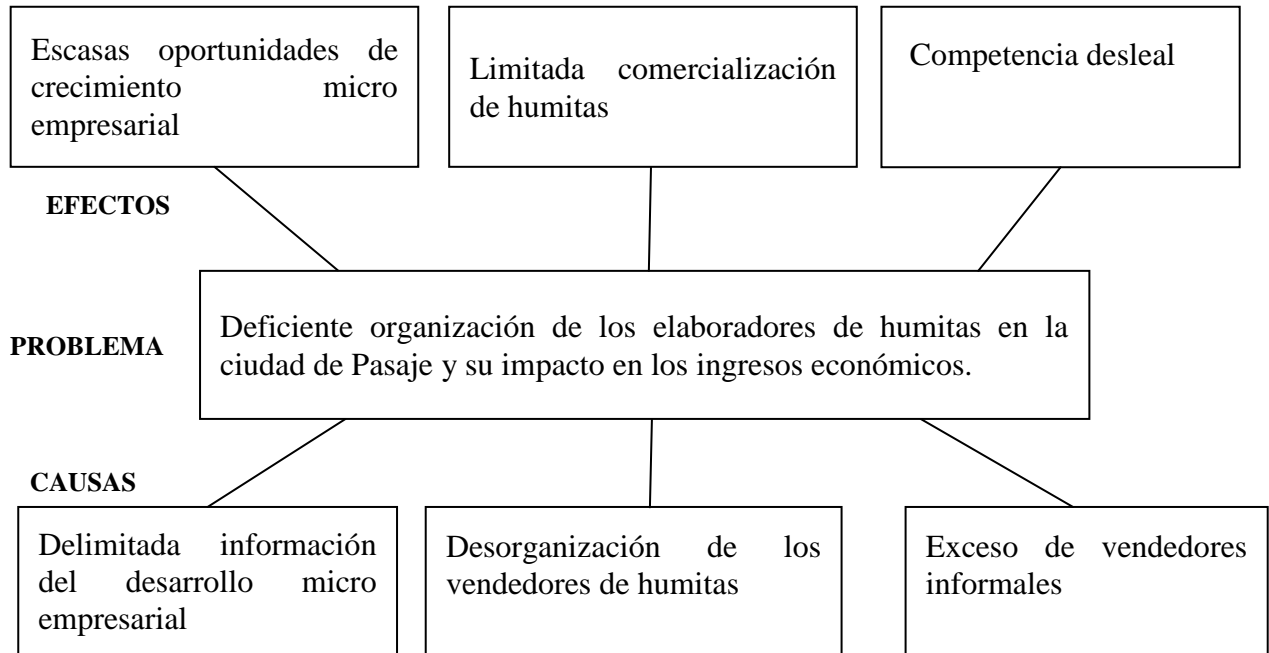 Escasas oportunidades de
crecimiento micro
empresarial
Limitada comercialización
de humitas
Competencia desleal
EFECTOS
PROBLEMA
Deficiente organización de los elaboradores de humitas en la
ciudad de Pasaje y su impacto en los ingresos económicos.
CAUSAS
Delimitada información
del desarrollo micro
empresarial
Desorganización de los
vendedores de humitas
Exceso de vendedores
informales